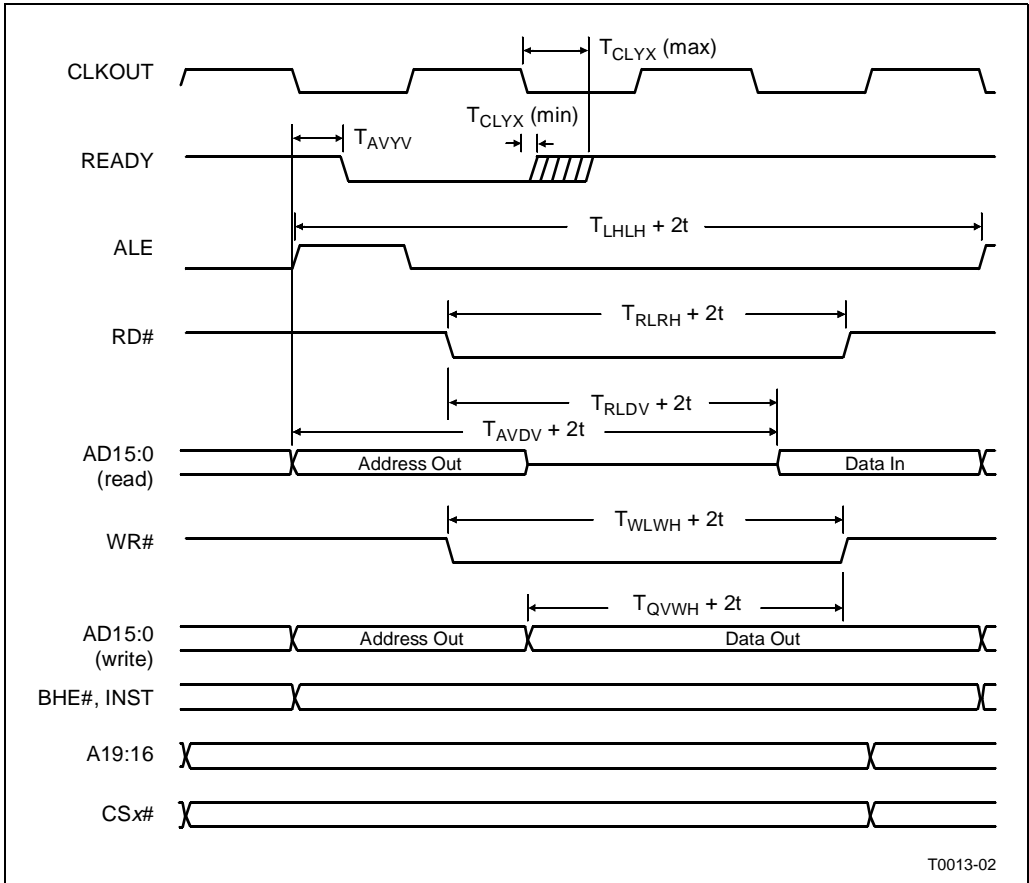 T_CLYX (max)
CLKOUT
T_CLYX (min)
T_AVYV
READY
T_LHLH + 2t
ALE
T_RLRH + 2t
RD#
T_RLDV + 2t
T_AVDV + 2t
AD15:0
(read)
Address Out
Data In
T_WLWH + 2t
WR#
T_QVWH + 2t
AD15:0
(write)
Address Out
Data Out
BHE#, INST
A19:16
CSx#
T0013-02